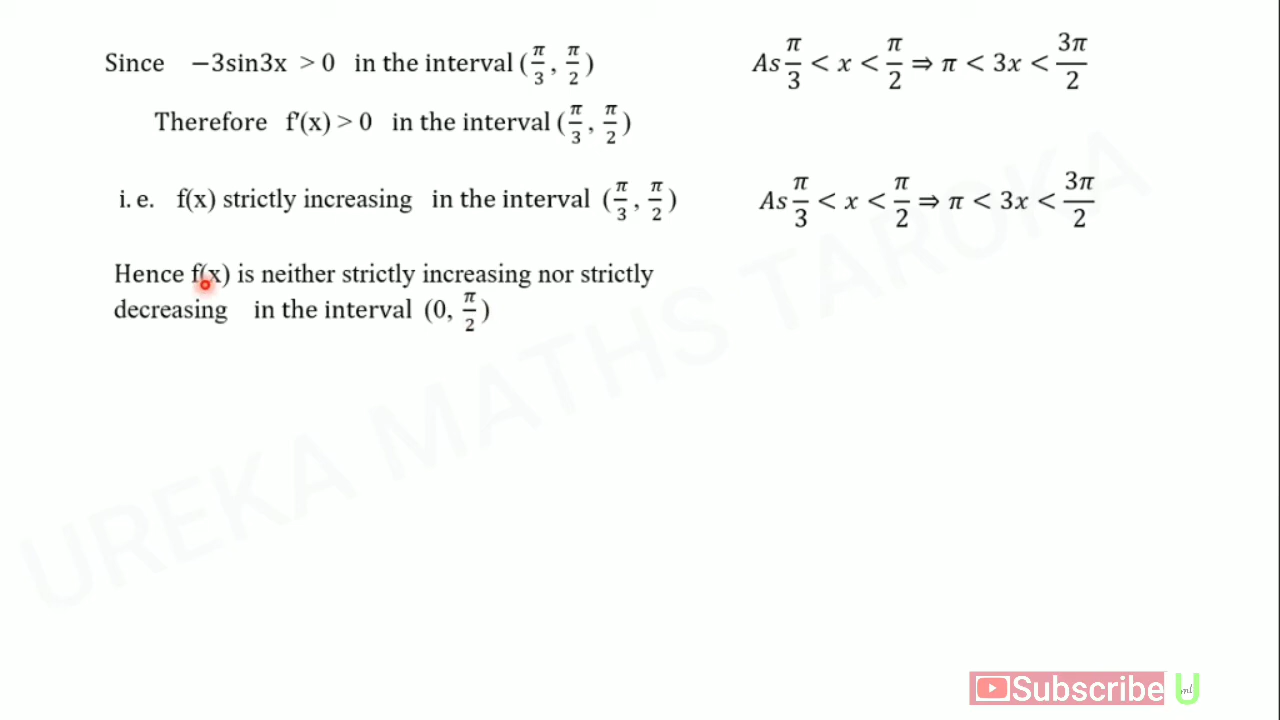 Since −3sin3x > 0 in the interval (π/3, π/2) As π/3 < x < π/2 ⇒ π < 3x < 3π/2
Therefore f'(x) > 0 in the interval (π/3, π/2)
i. e. f(x) strictly increasing in the interval (π/3, π/2) As π/3 < x < π/2 ⇒ π < 3x < 3π/2
Hence f(x) is neither strictly increasing nor strictly
decreasing in the interval (0, π/2)
UREKA MATHS TAROKA
Subscribe U